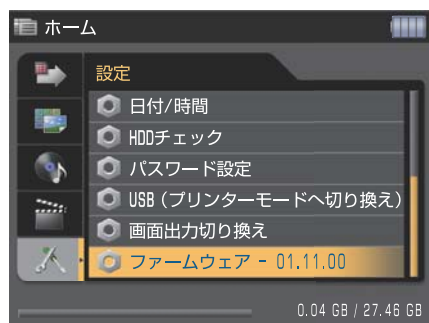 ホーム
設定
日付/時間
HDDチェック
パスワード設定
USB(プリンターモードへ切り換え)
画面出力切り換え
ファームウェア - 01.11.00
0.04 GB / 27.46 GB